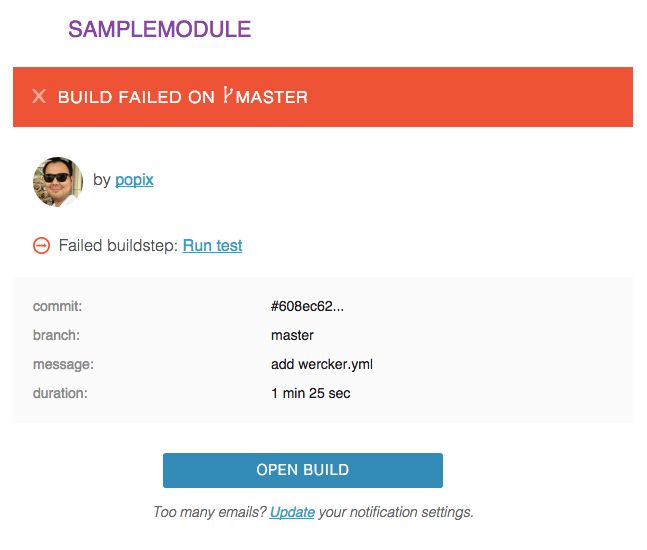 SAMPLEMODULE
X BUILD FAILED ON MASTER
by popix
Failed buildstep: Run test
commit: #608ec62...
branch: master
message: add wercker.yml
duration: 1 min 25 sec
OPEN BUILD
Too many emails? Update your notification settings.